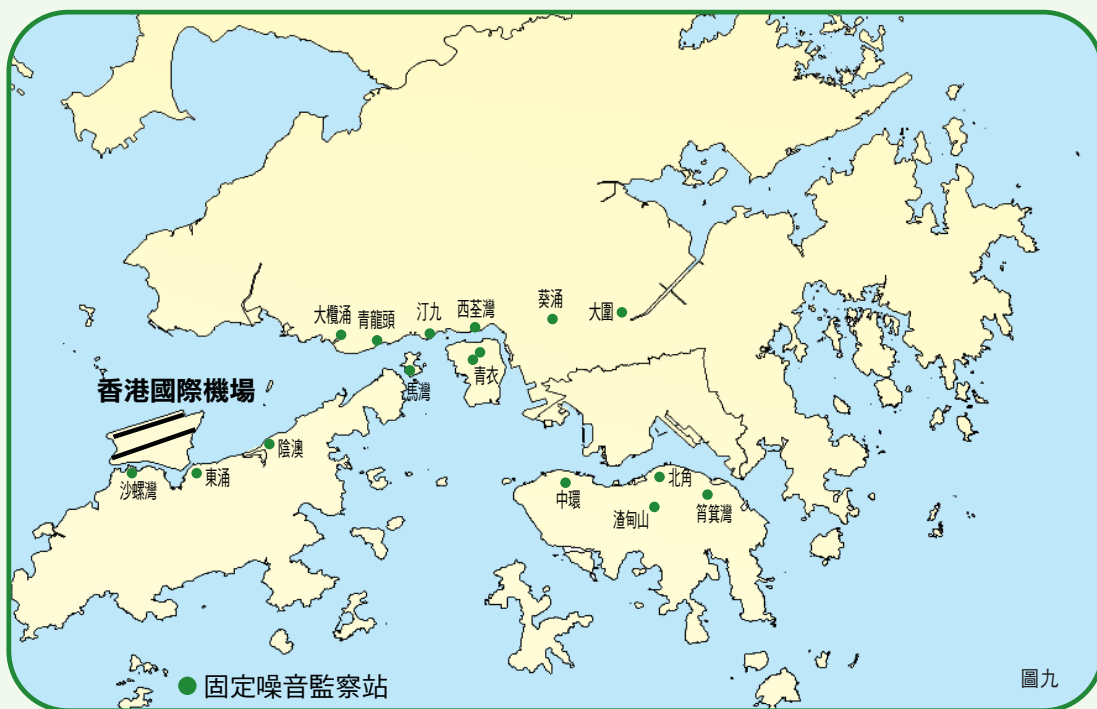 葵涌
大圍
西荃灣
汀九
大欖涌
青龍頭
青衣
馬灣
香港國際機場
陰澳
東涌
沙螺灣
中環
北角
渣甸山
筲箕灣
固定噪音監察站
圖九